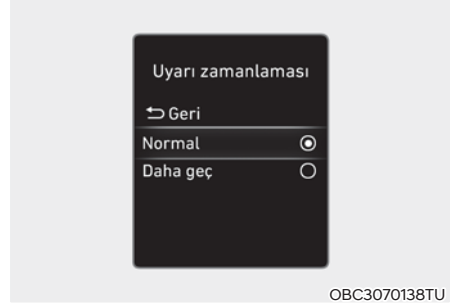 Uyarı zamanlaması
⮌ Geri
Normal
Daha geç
OBC3070138TU